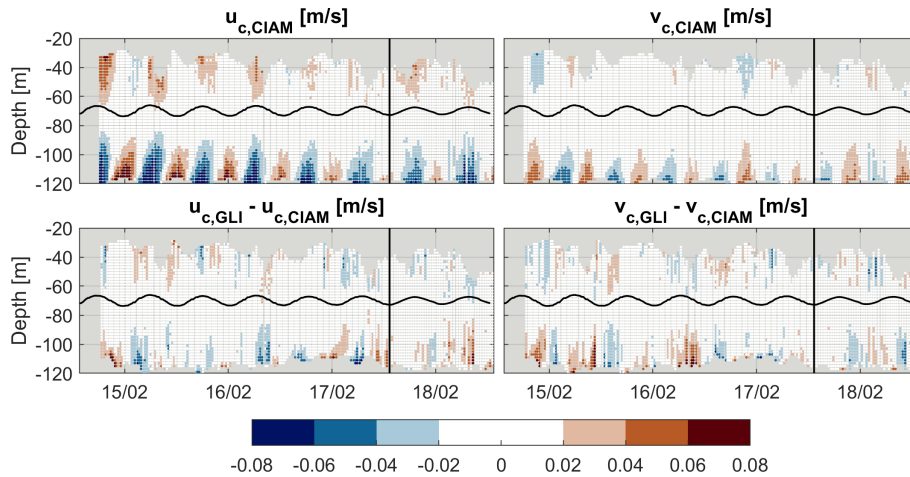 u_c,CIAM [m/s]
v_c,CIAM [m/s]
-20
-40
-60
-80
-100
-120
Depth [m]
u_c,GLI - u_c,CIAM [m/s]
v_c,GLI - v_c,CIAM [m/s]
-20
-40
-60
-80
-100
-120
Depth [m]
15/02 16/02 17/02 18/02
15/02 16/02 17/02 18/02
-0.08 -0.06 -0.04 -0.02 0 0.02 0.04 0.06 0.08